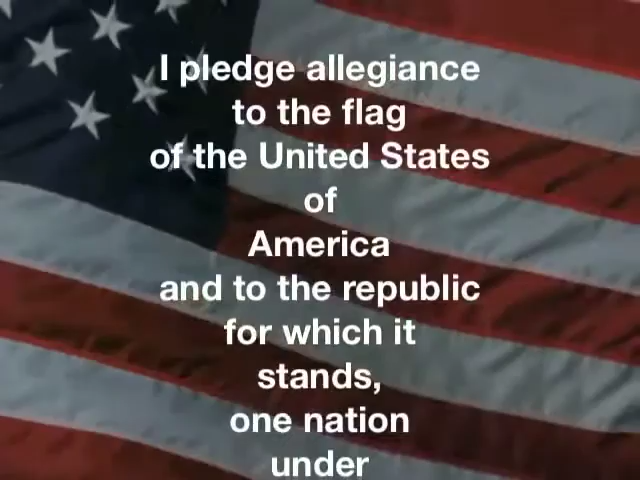 I pledge allegiance
to the flag
of the United States
of
America
and to the republic
for which it
stands,
one nation
under